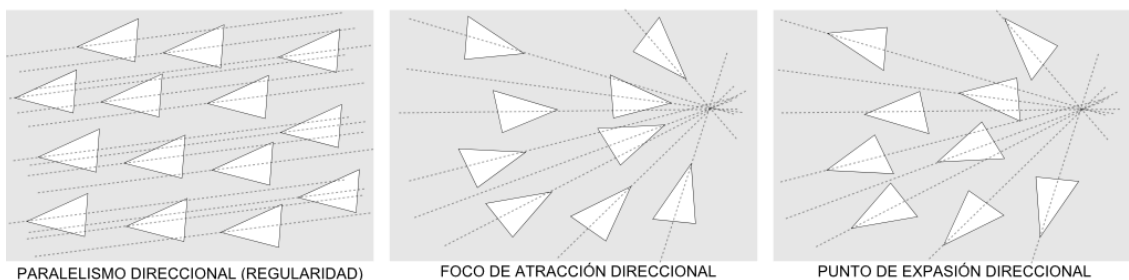 PARALELISMO DIRECCIONAL (REGULARIDAD)
FOCO DE ATRACCIÓN DIRECCIONAL
PUNTO DE EXPASIÓN DIRECCIONAL